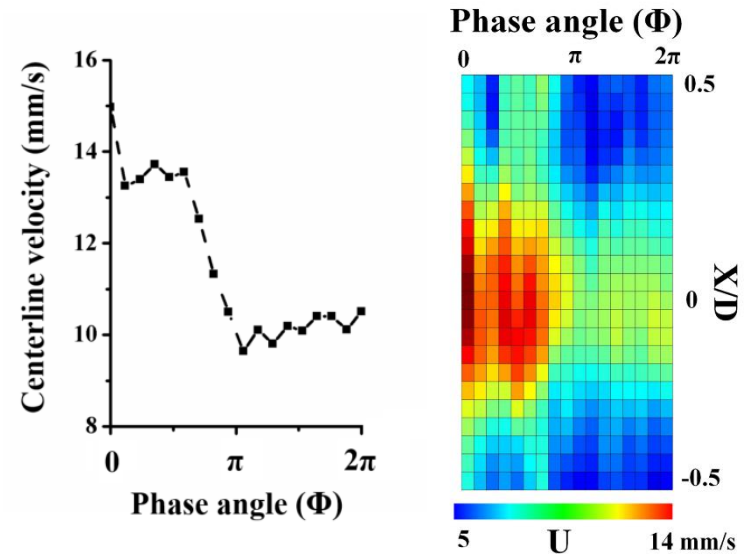 Phase angle (Φ)
0 π 2π
16
14
12
10
8
Centerline velocity (mm/s)
0 π 2π
Phase angle (Φ)
0.5
0
-0.5
X/D
5 U 14 mm/s